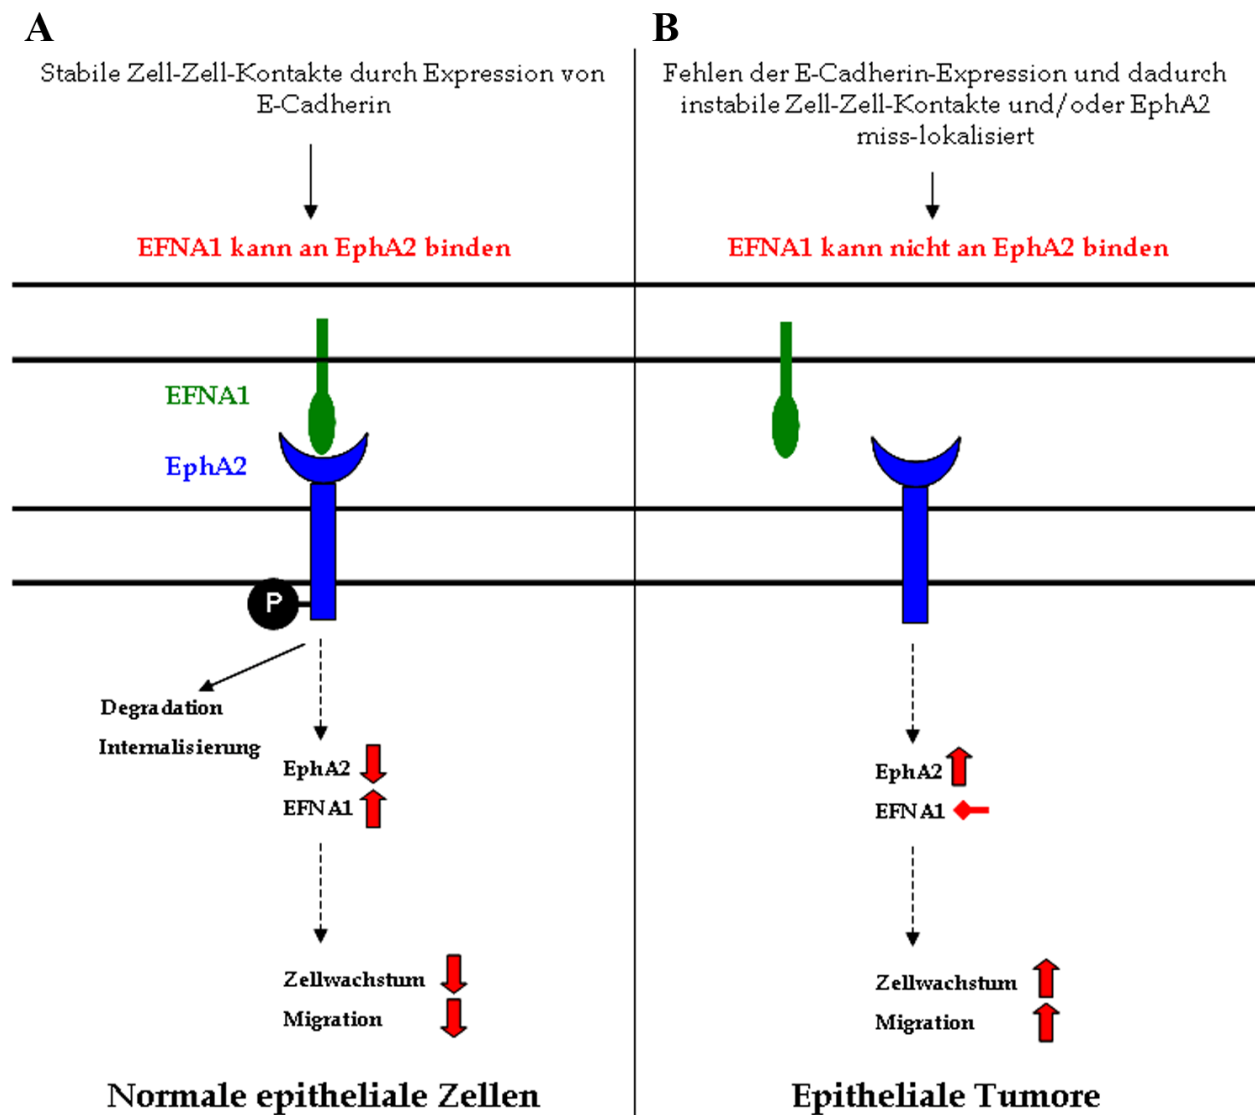 A
Stabile Zell-Zell-Kontakte durch Expression von
E-Cadherin
EFNA1 kann an EphA2 binden
EFNA1
EphA2
P
Degradation
Internalisierung
EphA2
EFNA1
Zellwachstum
Migration
Normale epitheliale Zellen
B
Fehlen der E-Cadherin-Expression und dadurch
instabile Zell-Zell-Kontakte und/oder EphA2
miss-lokalisiert
EFNA1 kann nicht an EphA2 binden
EphA2
EFNA1
Zellwachstum
Migration
Epitheliale Tumore